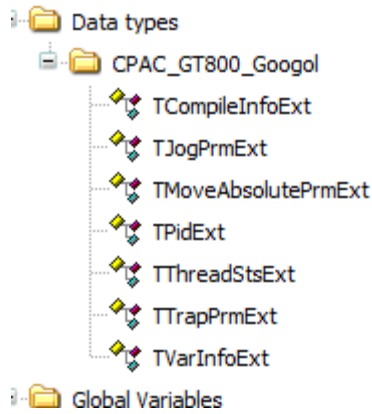 Data types
CPAC_GT800_Googol
TCompileInfoExt
TJogPrmExt
TMoveAbsolutePrmExt
TPidExt
TThreadStsExt
TTrapPrmExt
TVarInfoExt
Global Variables